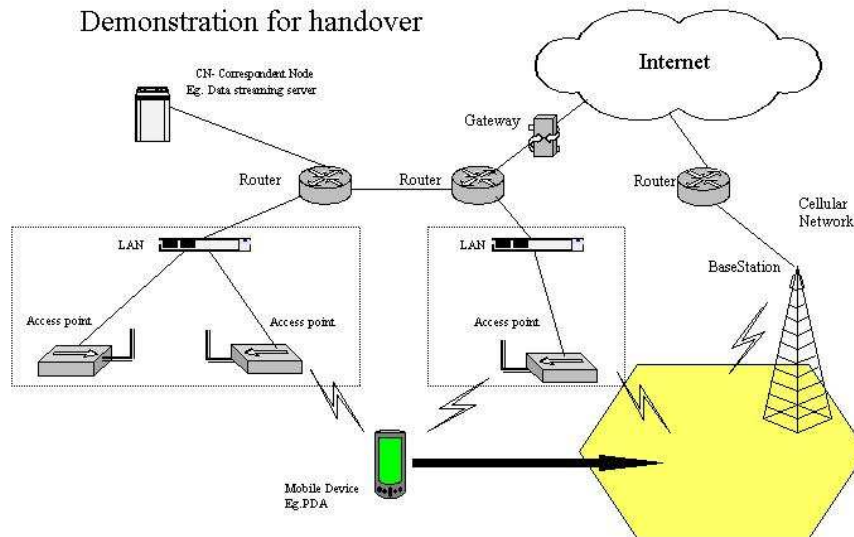 Demonstration for handover
CN- Correspondent Node
Eg. Data streaming server
Internet
Gateway
Router
Router
Router
Cellular
Network
LAN
LAN
BaseStation
Access point
Access point
Access point
Mobile Device
Eg.PDA